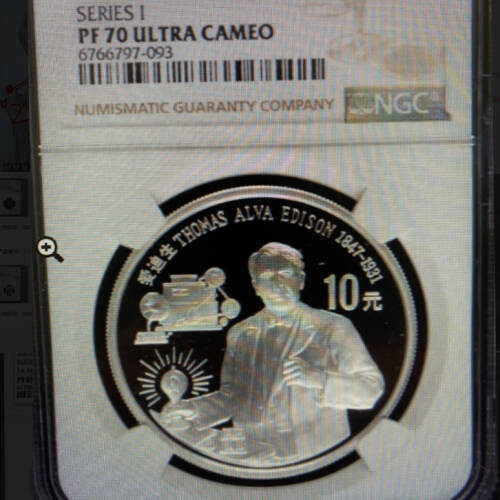 SERIES I
PF 70 ULTRA CAMEO
6766797-093
NUMISMATIC GUARANTY COMPANY
NGC
爱迪生 THOMAS ALVA EDISON 1847-1931
10元